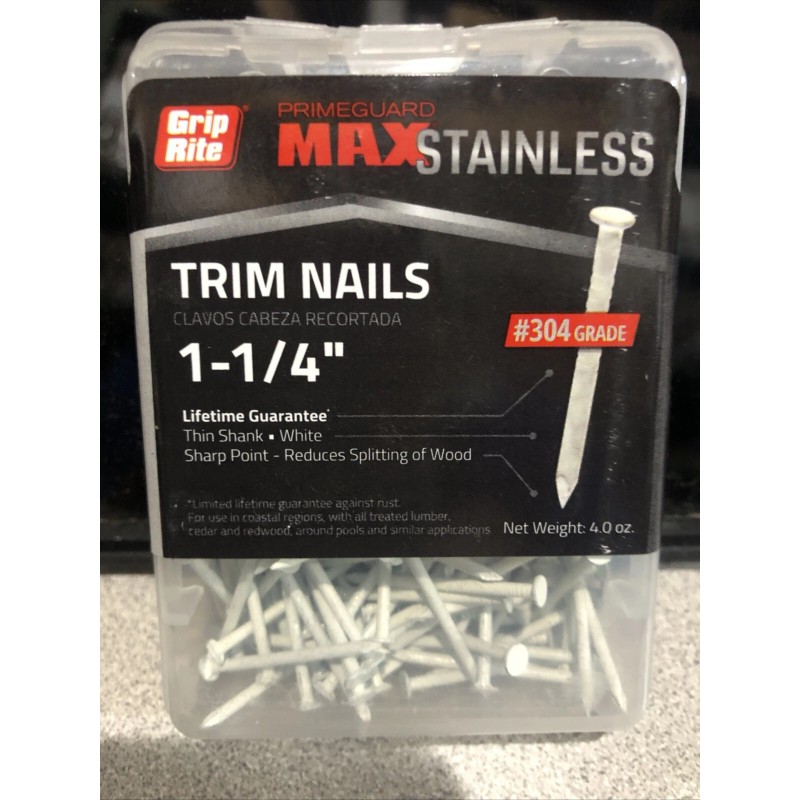 Grip Rite®
PRIMEGUARD
MAX STAINLESS
TRIM NAILS
CLAVOS CABEZA RECORTADA
#304 GRADE
1-1/4"
Lifetime Guarantee*
Thin Shank ▪ White
Sharp Point - Reduces Splitting of Wood
*Limited lifetime guarantee against rust.
For use in coastal regions, with all treated lumber,
cedar and redwood, around pools and similar applications.
Net Weight: 4.0 oz.